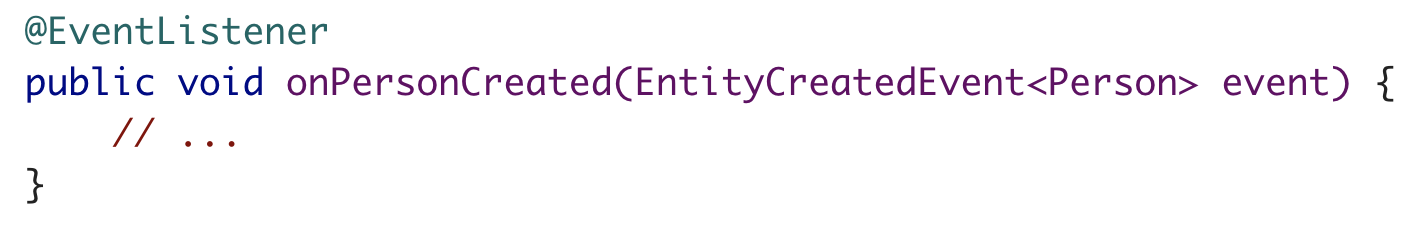 @EventListener
public void onPersonCreated(EntityCreatedEvent<Person> event) {
    // ...
}